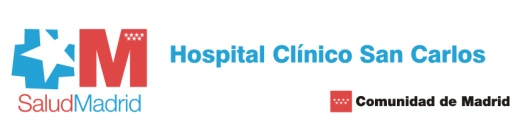 M
Hospital Clínico San Carlos
SaludMadrid
Comunidad de Madrid